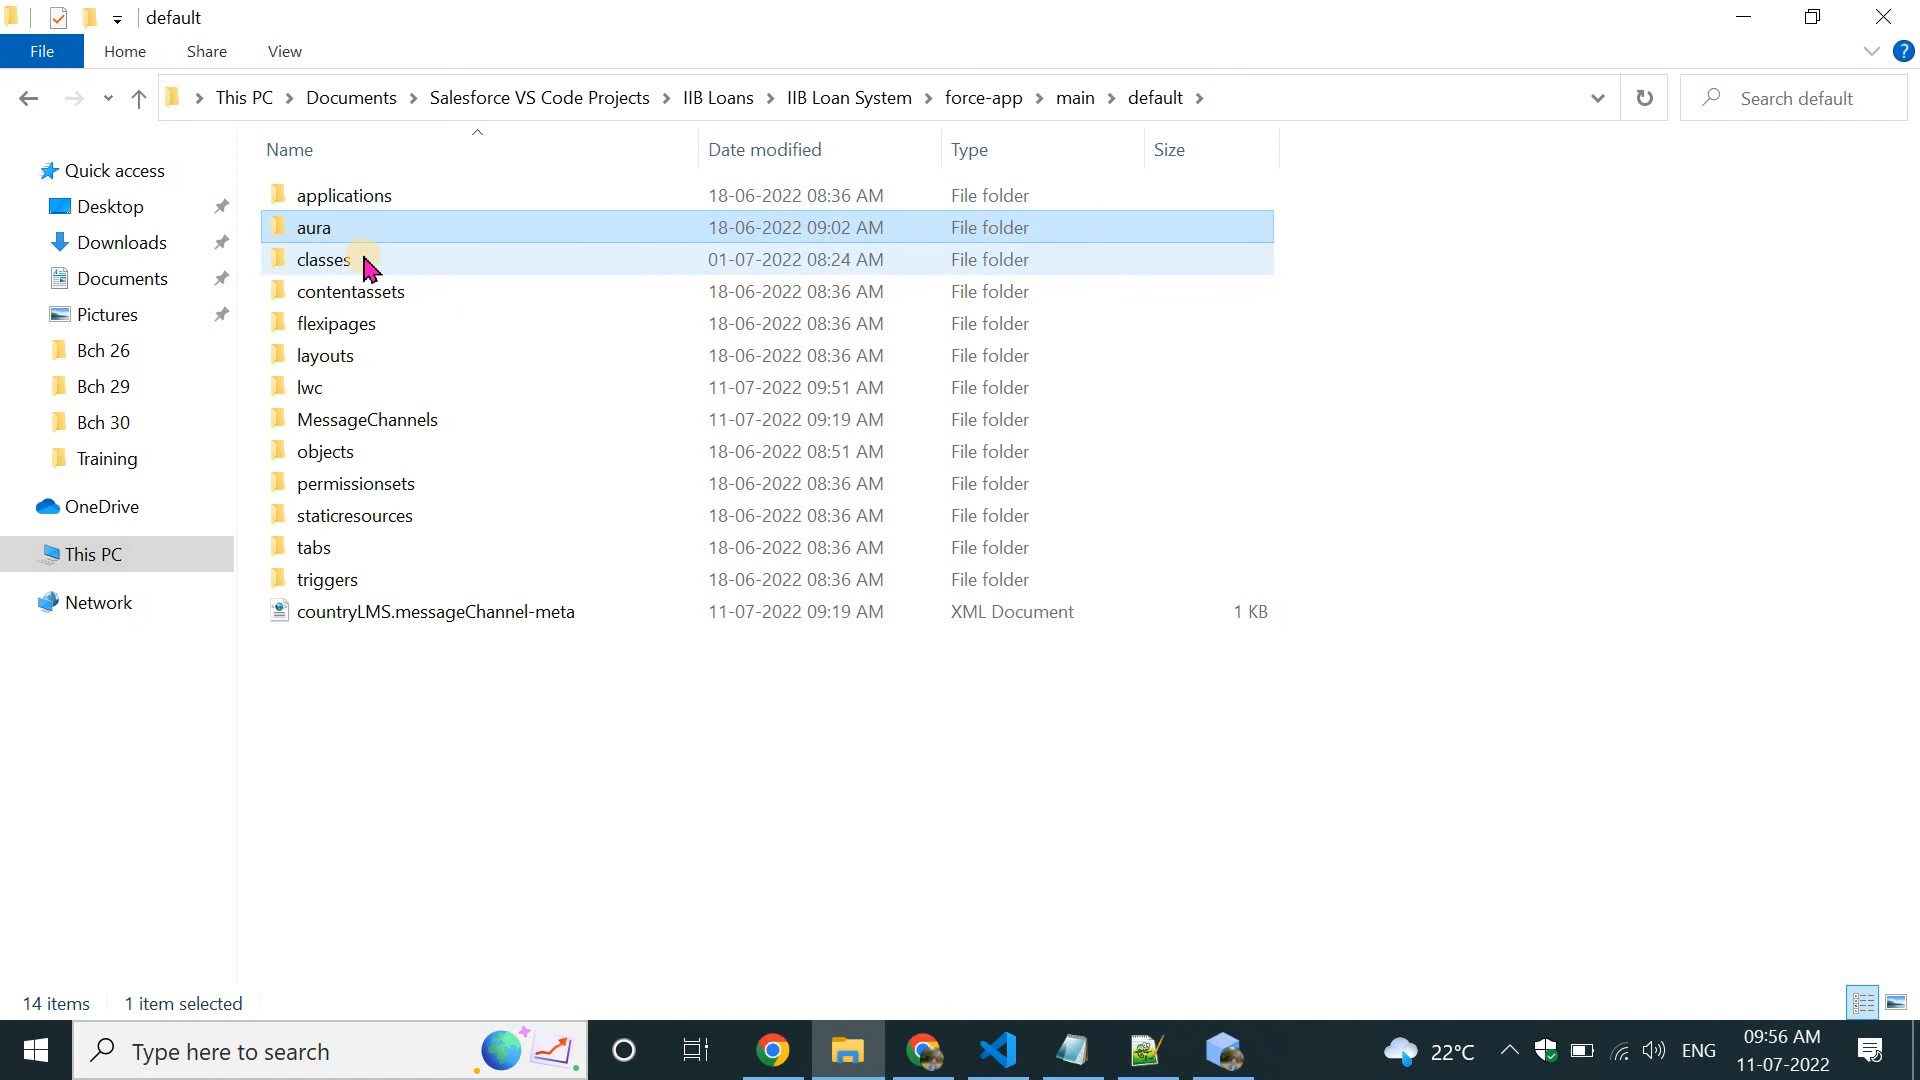 default
File Home Share View
This PC Documents Salesforce VS Code Projects IIB Loans IIB Loan System force-app main default Search default
Name Date modified Type Size
Quick access
Desktop
Downloads
Documents
Pictures
Bch 26
Bch 29
Bch 30
Training
OneDrive
This PC
Network
applications 18-06-2022 08:36 AM File folder
aura 18-06-2022 09:02 AM File folder
classes 01-07-2022 08:24 AM File folder
contentassets 18-06-2022 08:36 AM File folder
flexipages 18-06-2022 08:36 AM File folder
layouts 18-06-2022 08:36 AM File folder
lwc 11-07-2022 09:51 AM File folder
MessageChannels 11-07-2022 09:19 AM File folder
objects 18-06-2022 08:51 AM File folder
permissionsets 18-06-2022 08:36 AM File folder
staticresources 18-06-2022 08:36 AM File folder
tabs 18-06-2022 08:36 AM File folder
triggers 18-06-2022 08:36 AM File folder
countryLMS.messageChannel-meta 11-07-2022 09:19 AM XML Document 1 KB
14 items 1 item selected
Type here to search
22°C ENG
09:56 AM
11-07-2022